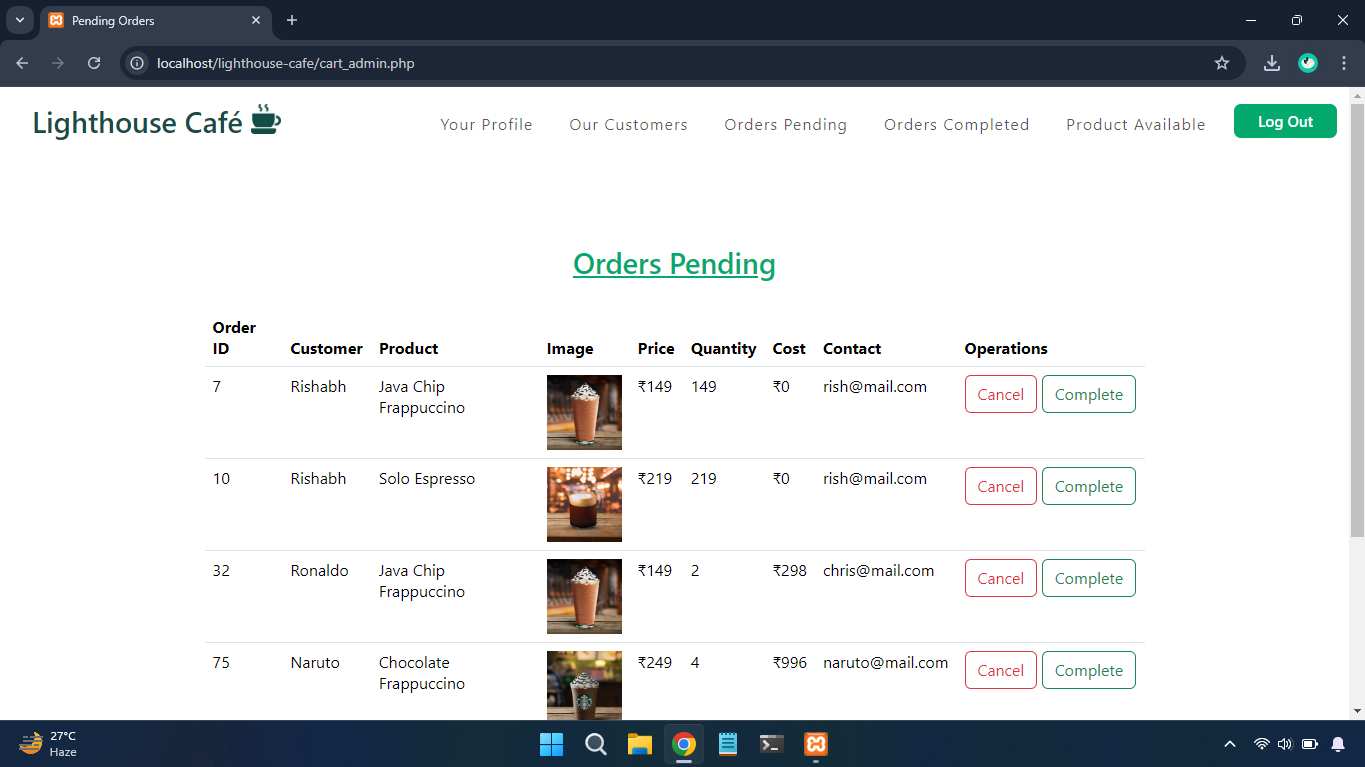 Pending Orders
localhost/lighthouse-cafe/cart_admin.php
Lighthouse Café
Your Profile
Our Customers
Orders Pending
Orders Completed
Product Available
Log Out
Orders Pending
Order
ID Customer Product Image Price Quantity Cost Contact Operations
7 Rishabh Java Chip ₹149 149 ₹0 rish@mail.com Cancel Complete
Frappuccino
10 Rishabh Solo Espresso ₹219 219 ₹0 rish@mail.com Cancel Complete
32 Ronaldo Java Chip ₹149 2 ₹298 chris@mail.com Cancel Complete
Frappuccino
75 Naruto Chocolate ₹249 4 ₹996 naruto@mail.com Cancel Complete
Frappuccino
27°C
Haze